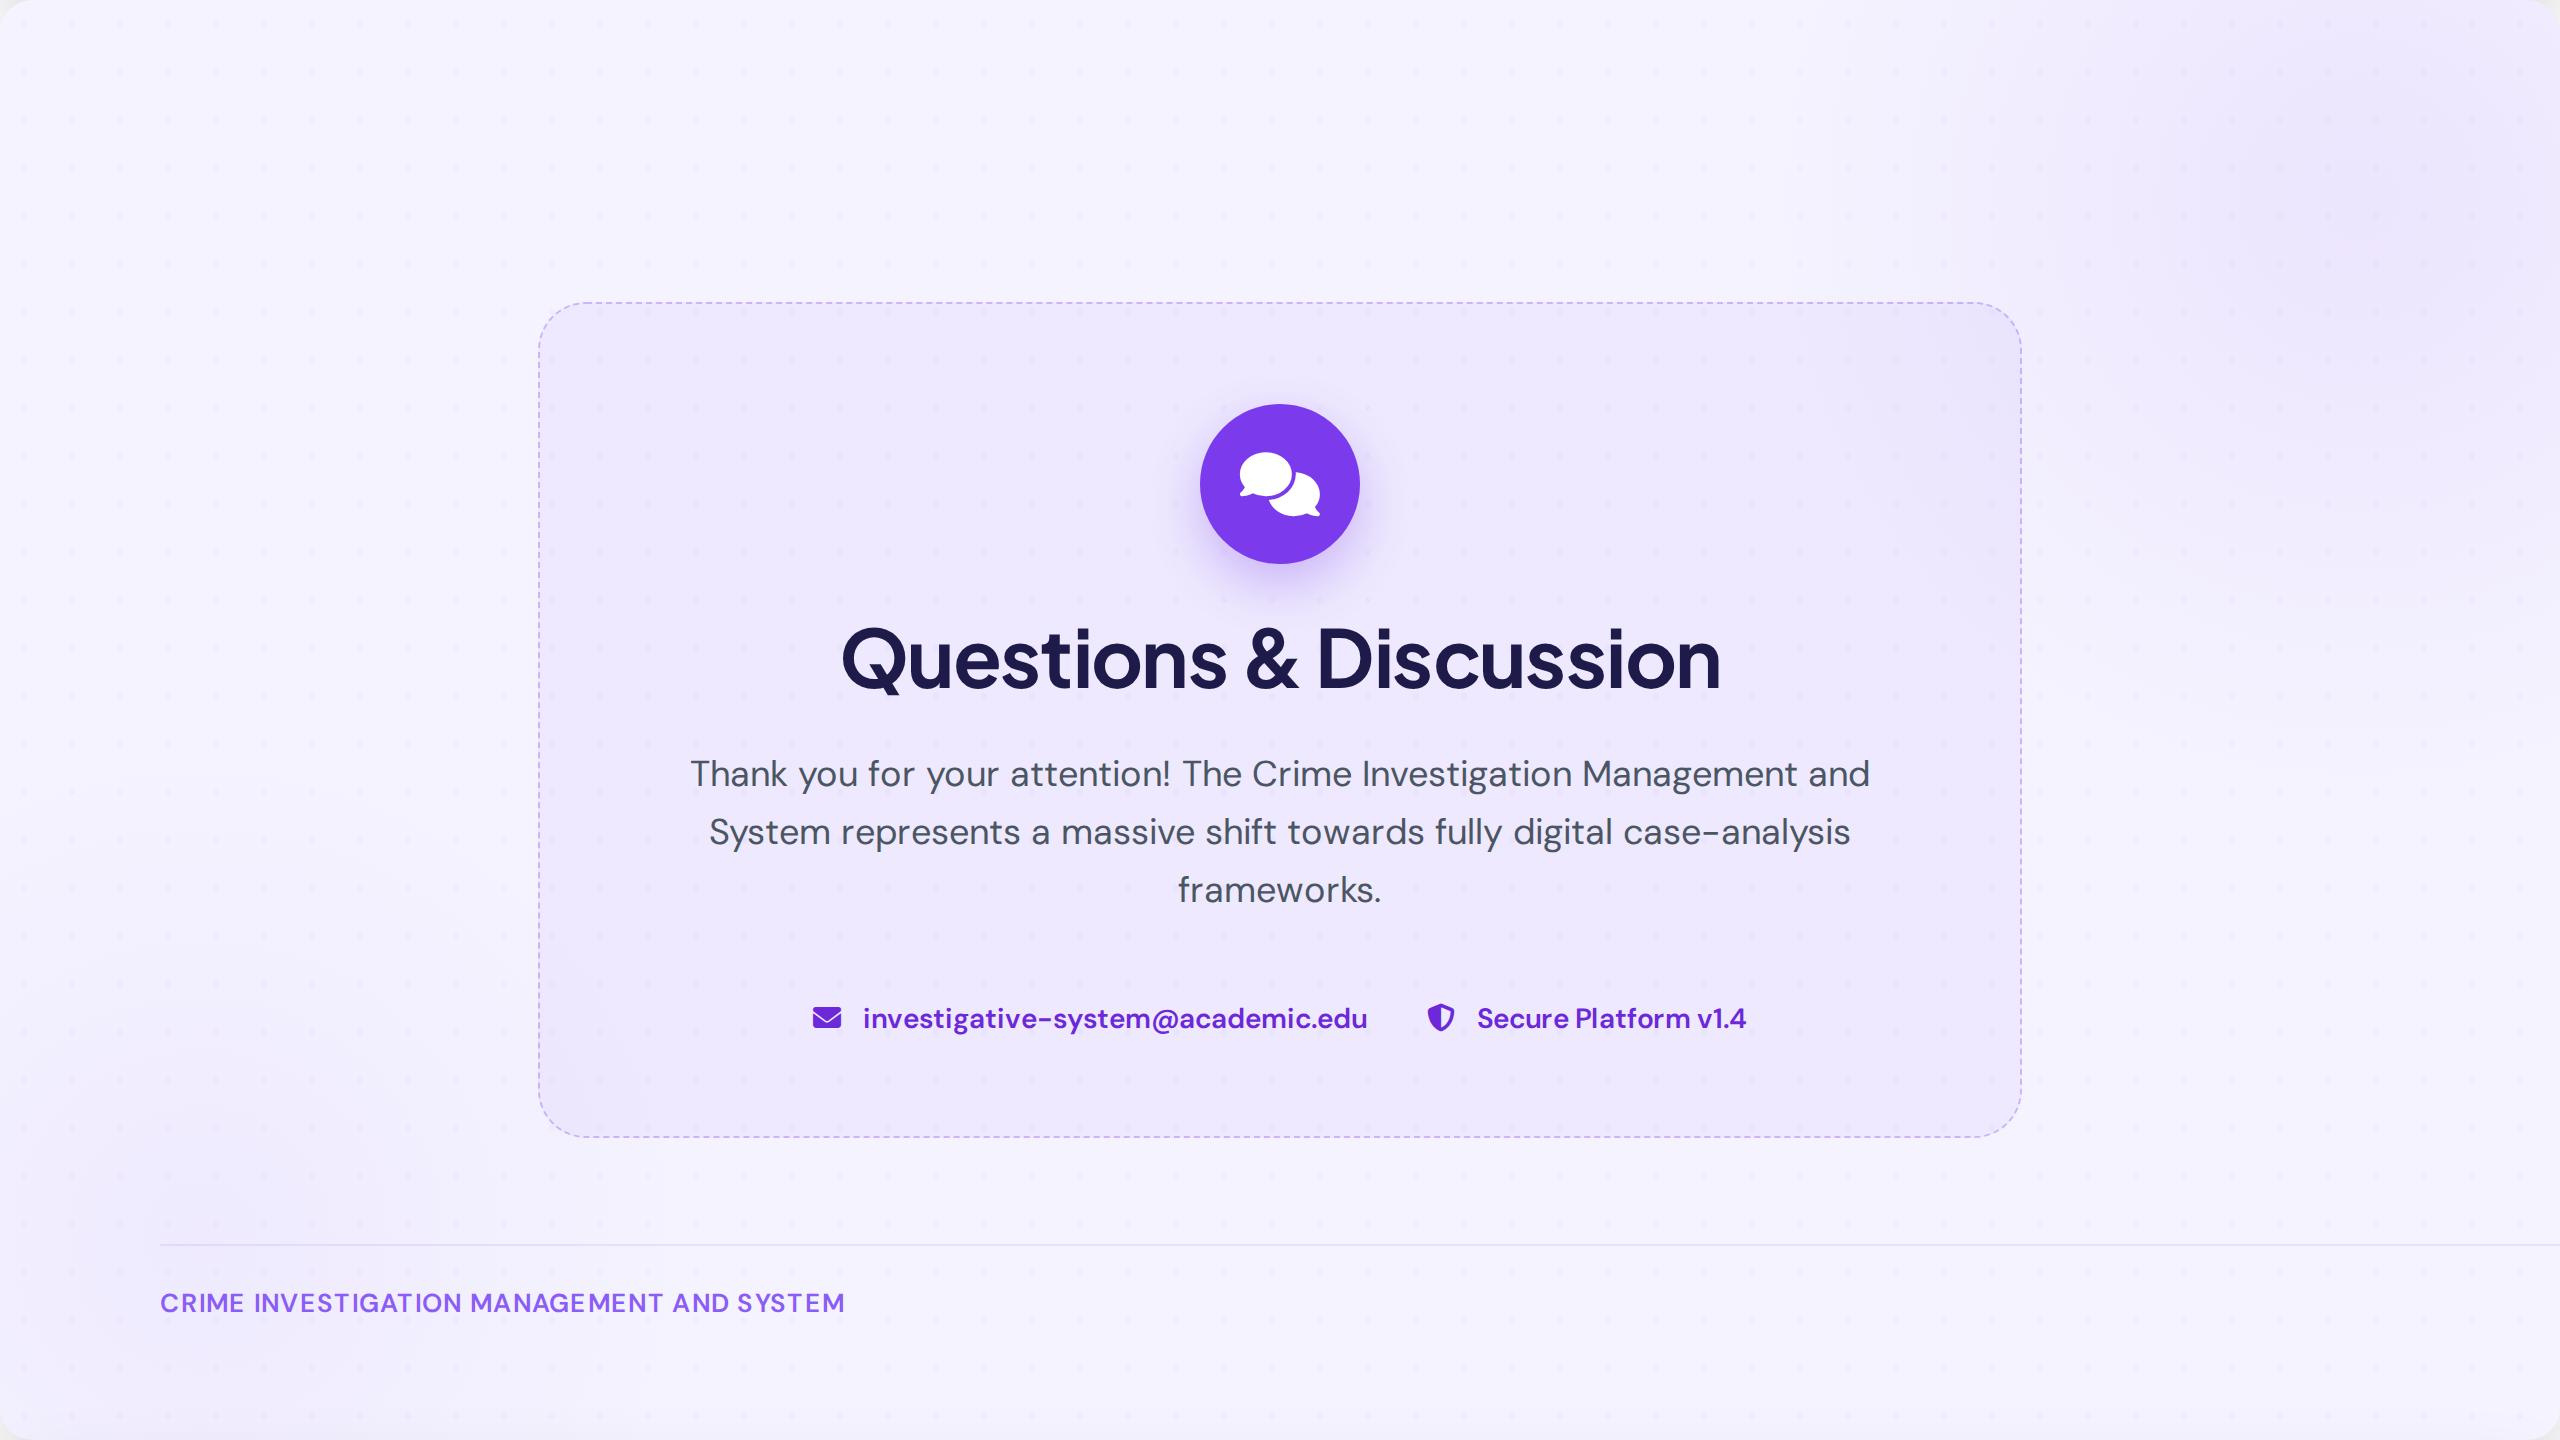 Questions & Discussion
Thank you for your attention! The Crime Investigation Management and
System represents a massive shift towards fully digital case-analysis
frameworks.
investigative-system@academic.edu Secure Platform v1.4
CRIME INVESTIGATION MANAGEMENT AND SYSTEM